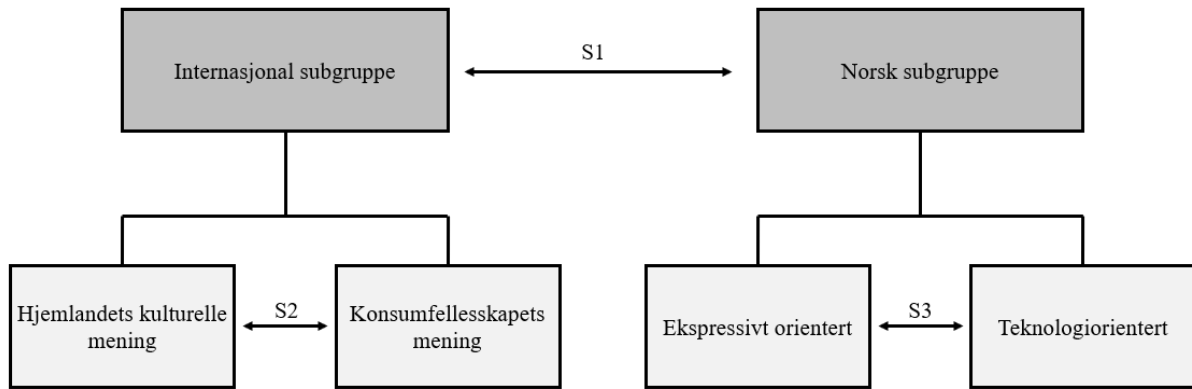 Internasjonal subgruppe
S1
Norsk subgruppe
Hjemlandets kulturelle
mening
S2
Konsumfellesskapets
mening
Ekspressivt orientert
S3
Teknologiorientert